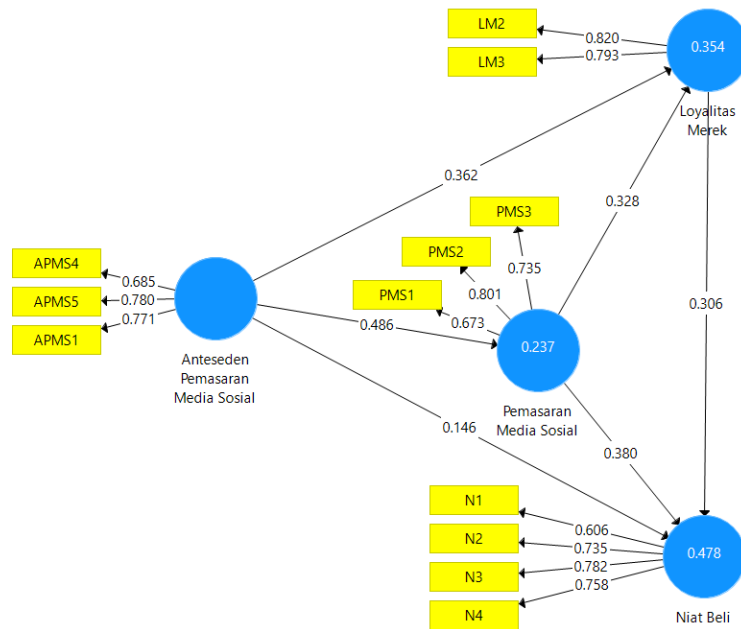 LM2
LM3
0.820
0.793
0.354
Loyalitas
Merek
0.362
0.328
PMS3
PMS2
PMS1
0.735
0.801
0.673
APMS4
APMS5
APMS1
0.685
0.780
0.771
Anteseden
Pemasaran
Media Sosial
0.486
0.237
Pemasaran
Media Sosial
0.306
0.146
0.380
N1
N2
N3
N4
0.606
0.735
0.782
0.758
0.478
Niat Beli